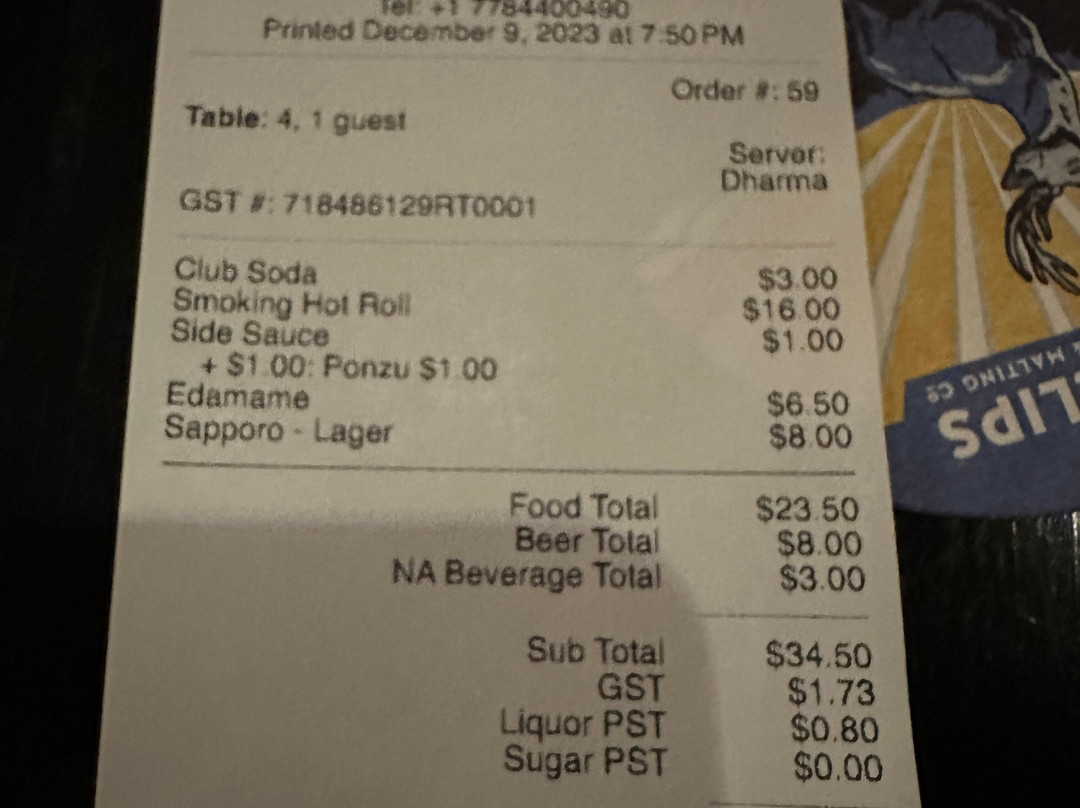 Tel: +1 7784400490
Printed December 9, 2023 at 7:50 PM
Order #: 59
Table: 4, 1 guest
Server:
Dharma
GST #: 718486129RT0001
Club Soda $3.00
Smoking Hot Roll $16.00
Side Sauce $1.00
+ $1.00: Ponzu $1.00
Edamame $6.50
Sapporo - Lager $8.00
Food Total $23.50
Beer Total $8.00
NA Beverage Total $3.00
Sub Total $34.50
GST $1.73
Liquor PST $0.80
Sugar PST $0.00
LIPS
MALTING Co